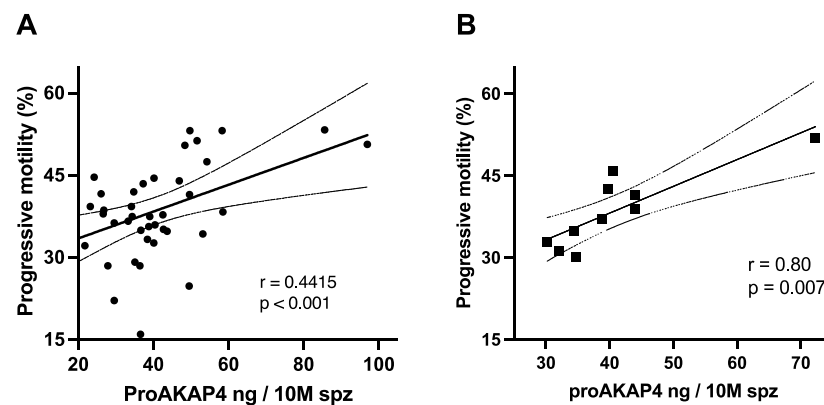 A
Progressive motility (%)
60
45
30
15
r = 0.4415
p < 0.001
20 40 60 80 100
ProAKAP4 ng / 10M spz
B
Progressive motility (%)
60
45
30
15
r = 0.80
p = 0.007
30 40 50 60 70
proAKAP4 ng / 10M spz